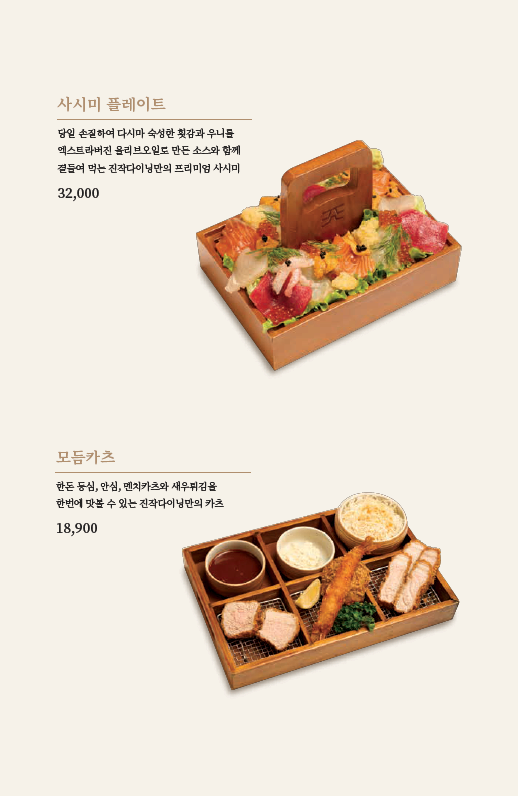 사시미 플레이트
당일 손질하여 다시마 숙성한 횟감과 우니를
엑스트라버진 올리브오일로 만든 소스와 함께
곁들여 먹는 진작다이닝만의 프리미엄 사시미
32,000
모듬카츠
한돈 등심, 안심, 멘치카츠와 새우튀김을
한번에 맛볼 수 있는 진작다이닝만의 카츠
18,900